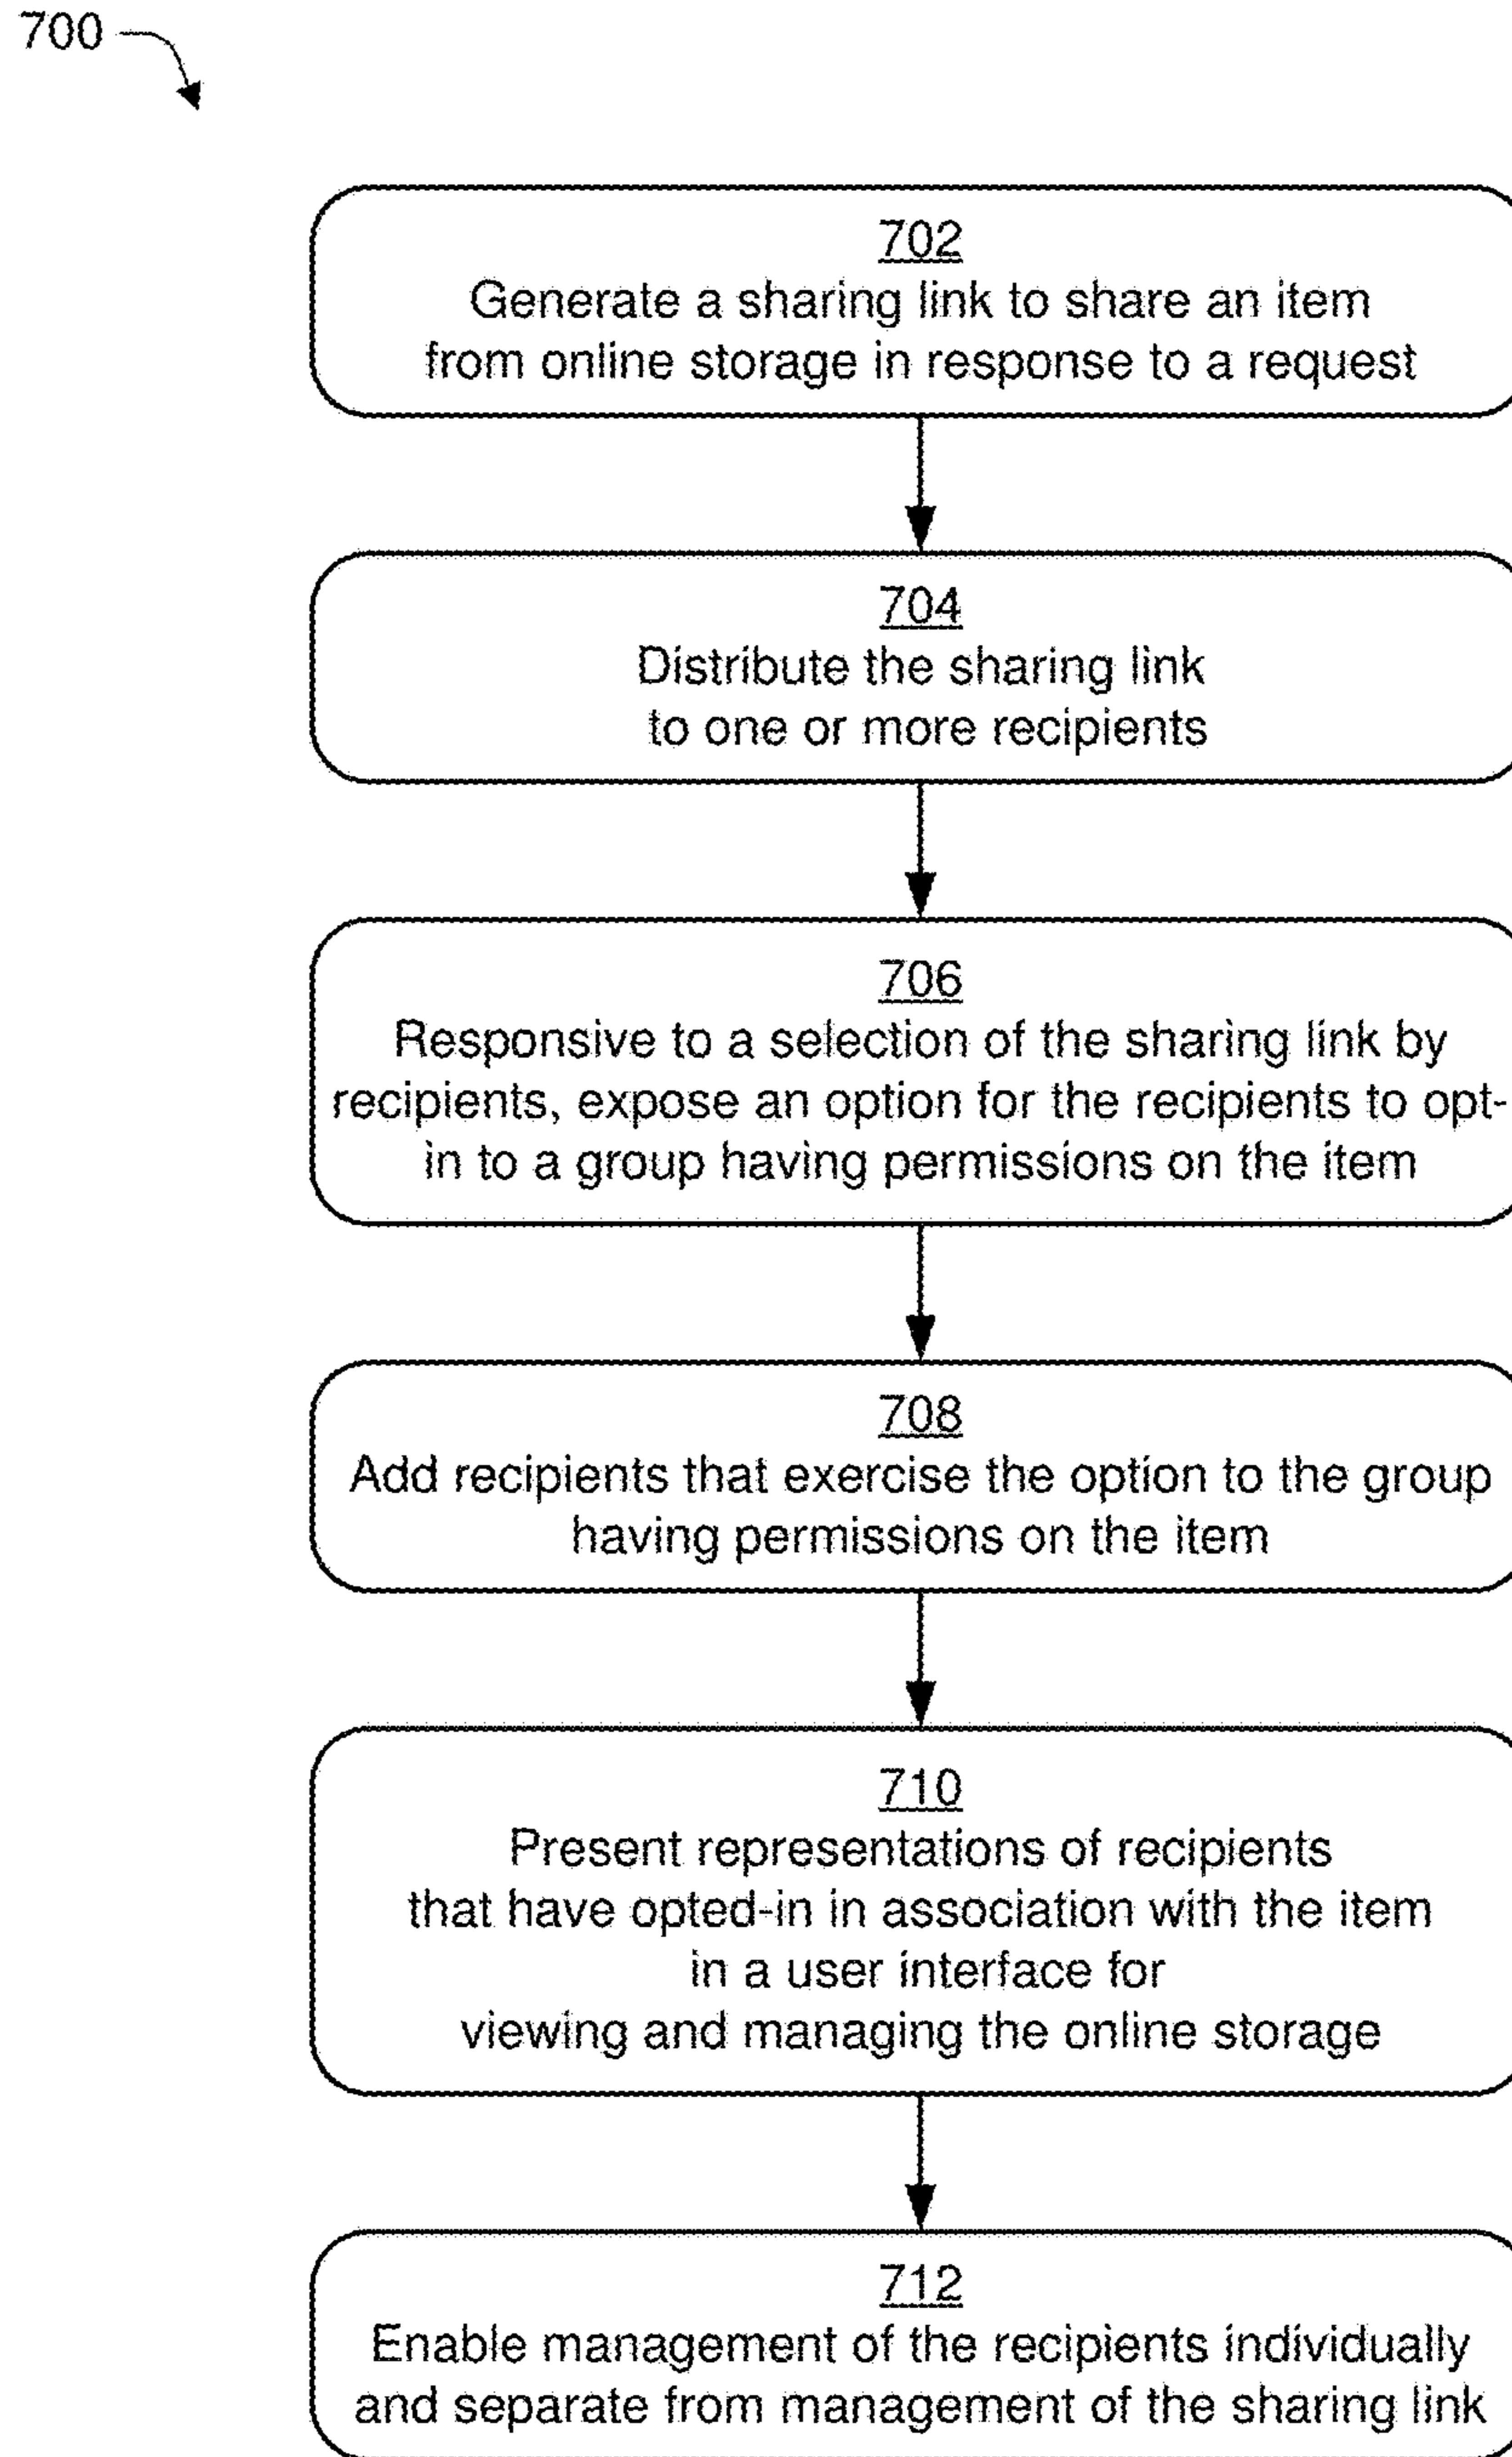 700
702
Generate a sharing link to share an item
from online storage in response to a request
704
Distribute the sharing link
to one or more recipients
706
Responsive to a selection of the sharing link by
recipients, expose an option for the recipients to opt-
in to a group having permissions on the item
708
Add recipients that exercise the option to the group
having permissions on the item
710
Present representations of recipients
that have opted-in in association with the item
in a user interface for
viewing and managing the online storage
712
Enable management of the recipients individually
and separate from management of the sharing link